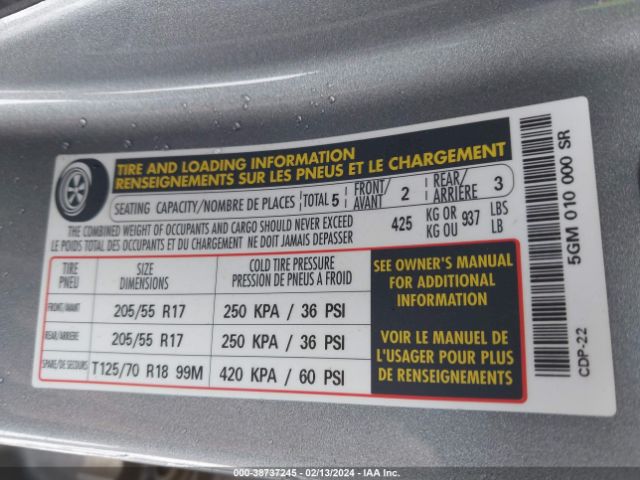 TIRE AND LOADING INFORMATION
RENSEIGNEMENTS SUR LES PNEUS ET LE CHARGEMENT
SEATING CAPACITY/NOMBRE DE PLACES TOTAL 5 FRONT/AVANT 2 REAR/ARRIÈRE 3
THE COMBINED WEIGHT OF OCCUPANTS AND CARGO SHOULD NEVER EXCEED
LE POIDS TOTAL DES OCCUPANTS ET DU CHARGEMENT NE DOIT JAMAIS DEPASSER
425 KG OR 937 LBS
KG OU LB
TIRE
PNEU
SIZE
DIMENSIONS
COLD TIRE PRESSURE
PRESSION DE PNEUS A FROID
FRONT/AVANT 205/55 R17 250 KPA / 36 PSI
REAR/ARRIERE 205/55 R17 250 KPA / 36 PSI
SPARE/DE SECOURS T125/70 R18 99M 420 KPA / 60 PSI
SEE OWNER'S MANUAL
FOR ADDITIONAL
INFORMATION
VOIR LE MANUEL DE
L'USAGER POUR PLUS
DE RENSEIGNEMENTS
5GM 010 000 SR
CDP-22
38737245 - 02/13/2024 - IAA Inc.